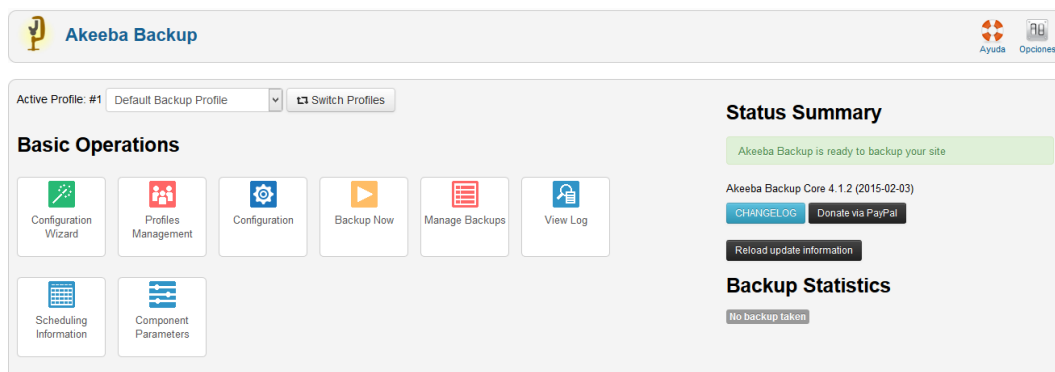 Akeeba Backup
Ayuda
Opciones
Active Profile: #1
Default Backup Profile
Switch Profiles
Basic Operations
Configuration
Wizard
Profiles
Management
Configuration
Backup Now
Manage Backups
View Log
Scheduling
Information
Component
Parameters
Status Summary
Akeeba Backup is ready to backup your site
Akeeba Backup Core 4.1.2 (2015-02-03)
CHANGELOG
Donate via PayPal
Reload update information
Backup Statistics
No backup taken